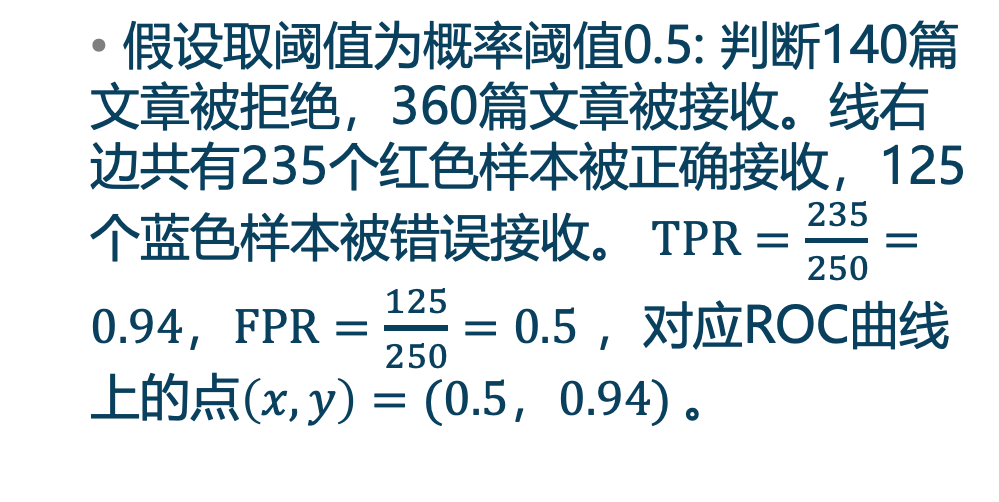 • 假设取阈值为概率阈值0.5: 判断140篇
文章被拒绝，360篇文章被接收。线右
边共有235个红色样本被正确接收，125
个蓝色样本被错误接收。 TPR = 235/250 =
0.94，FPR = 125/250 = 0.5 ，对应ROC曲线
上的点(x, y) = (0.5，0.94) 。